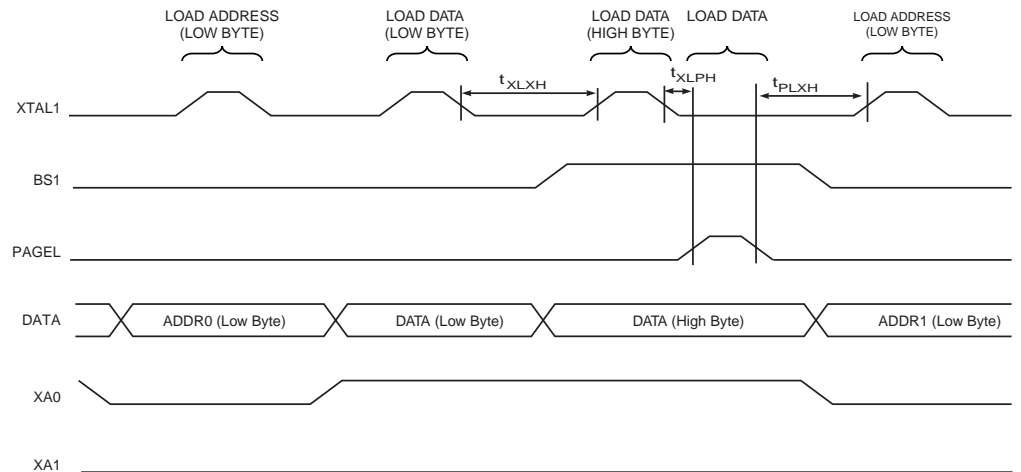 LOAD ADDRESS
(LOW BYTE)
LOAD DATA
(LOW BYTE)
LOAD DATA
(HIGH BYTE)
LOAD DATA
LOAD ADDRESS
(LOW BYTE)
tXLXH
tXLPH
tPLXH
XTAL1
BS1
PAGEL
DATA
ADDR0 (Low Byte)
DATA (Low Byte)
DATA (High Byte)
ADDR1 (Low Byte)
XA0
XA1